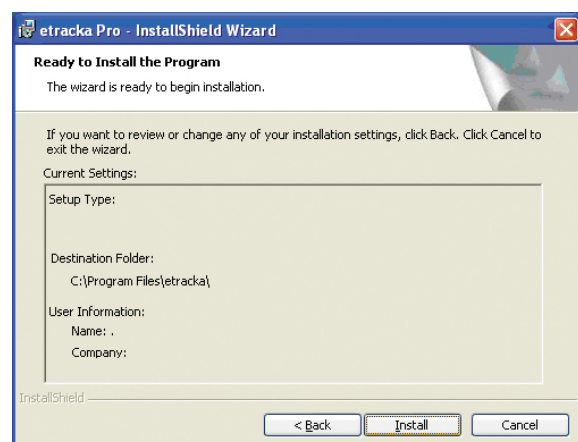 etracka Pro - InstallShield Wizard
Ready to Install the Program
The wizard is ready to begin installation.
If you want to review or change any of your installation settings, click Back. Click Cancel to
exit the wizard.
Current Settings:
Setup Type:
Destination Folder:
C:\Program Files\etracka\
User Information:
Name: .
Company:
InstallShield
< Back
Install
Cancel